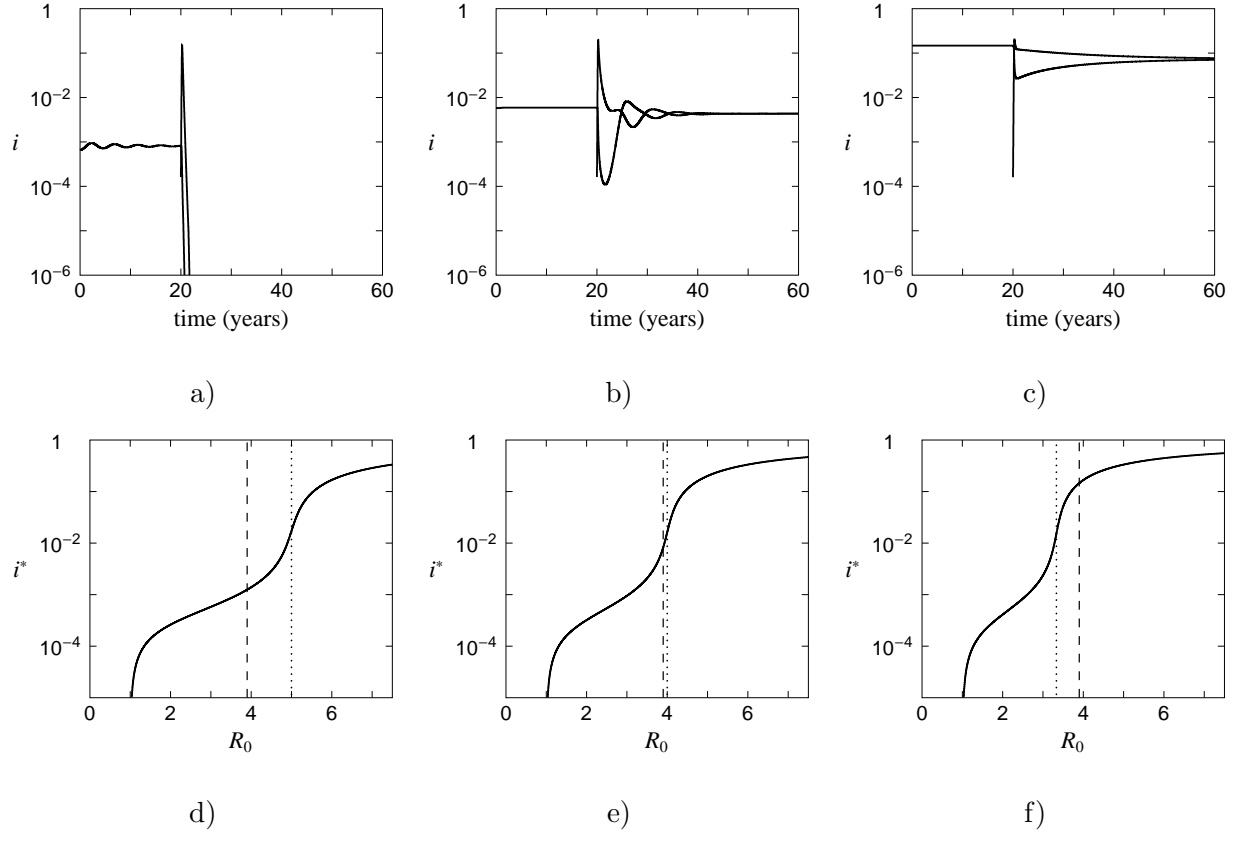 1 1 1
10⁻² 10⁻² 10⁻²
i i i
10⁻⁴ 10⁻⁴ 10⁻⁴
10⁻⁶ 10⁻⁶ 10⁻⁶
0 20 40 60 0 20 40 60 0 20 40 60
time (years) time (years) time (years)
a) b) c)
1 1 1
10⁻² 10⁻² 10⁻²
i* i* i*
10⁻⁴ 10⁻⁴ 10⁻⁴
0 2 4 6 0 2 4 6 0 2 4 6
R₀ R₀ R₀
d) e) f)